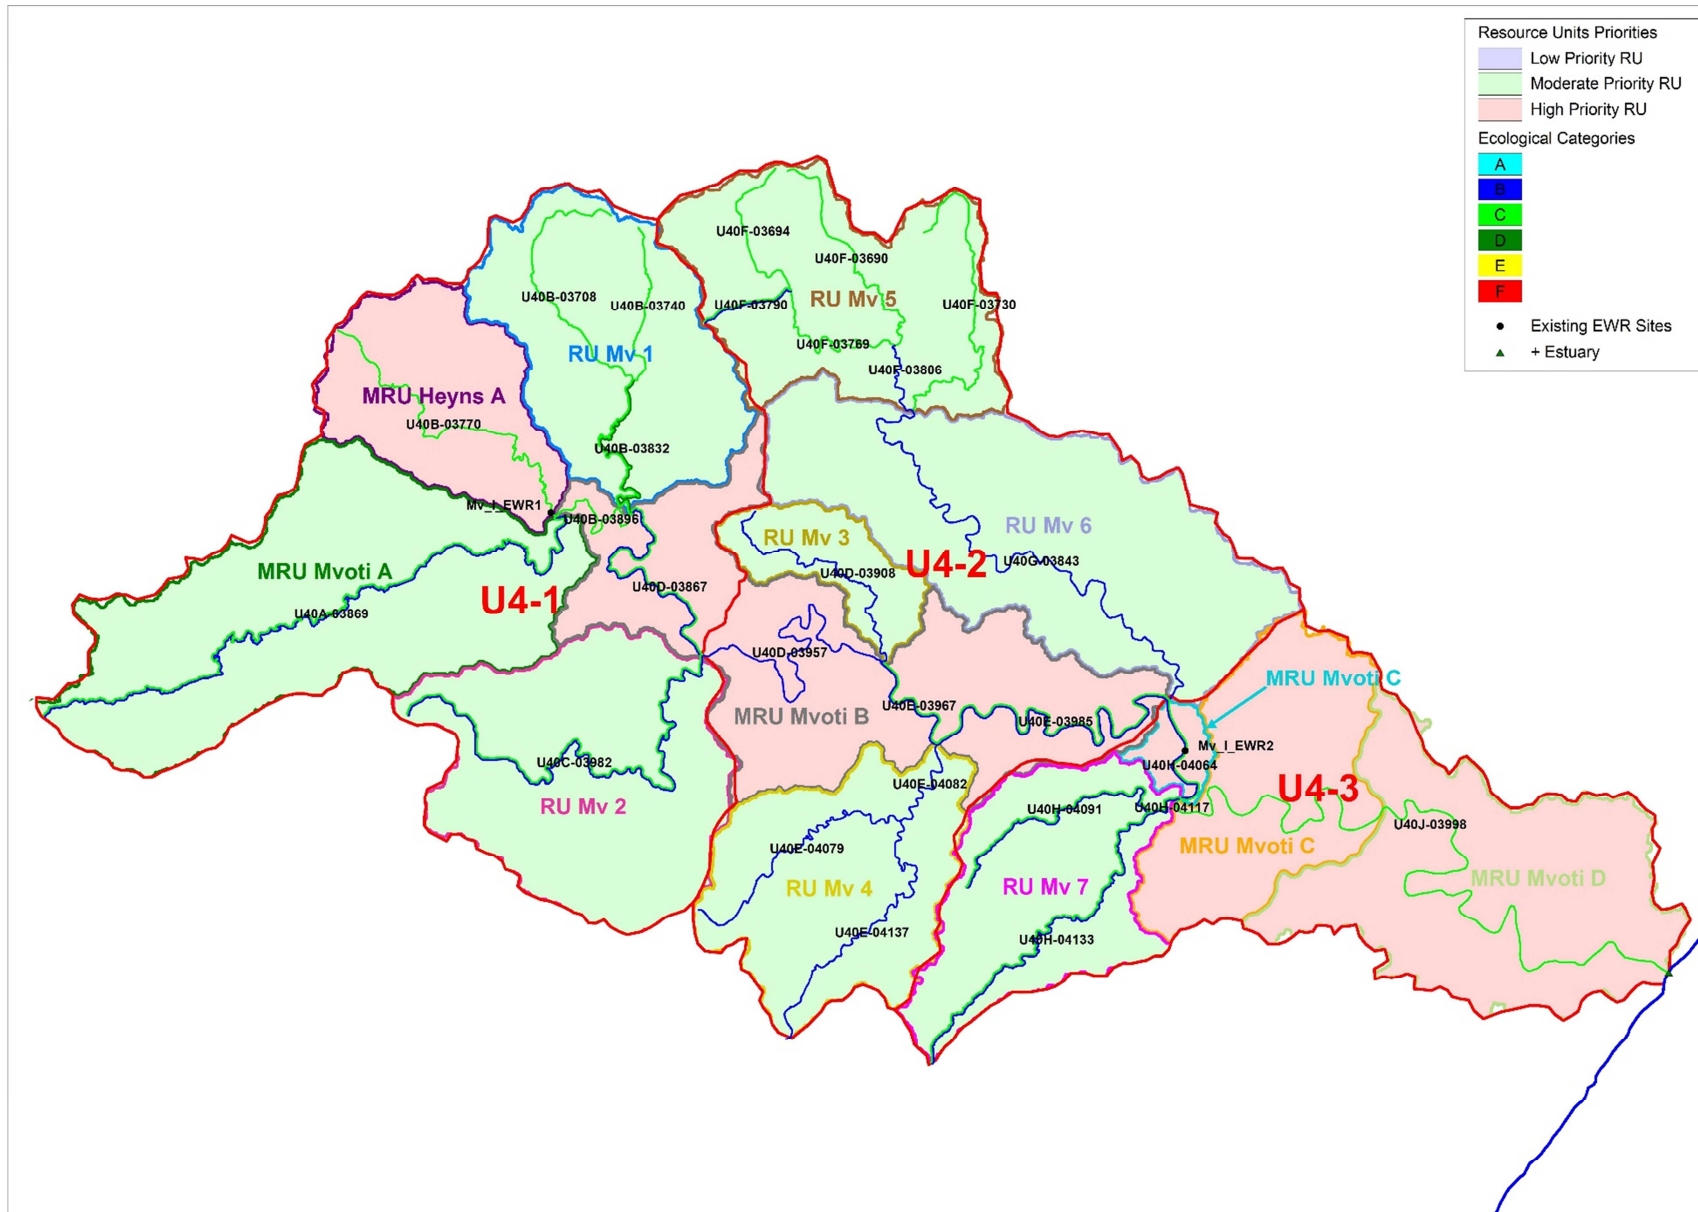 Resource Units Priorities
Low Priority RU
Moderate Priority RU
High Priority RU
Ecological Categories
A
B
C
D
E
F
Existing EWR Sites
+ Estuary
U40F-03694
U40F-03690
U40B-03708
U40B-03740
U40F-03790
RU Mv 5
U40F-03730
U40F-03769
RU Mv 1
U40F-03806
MRU Heyns A
U40B-03770
U40B-03832
Mv_I_EWR1
U40B-03896
RU Mv 6
RU Mv 3
U40G-03843
U4-2
MRU Mvoti A
U40D-03908
U40D-03867
U4-1
U40A-03869
U40D-03957
MRU Mvoti C
U40E-03967
MRU Mvoti B
U40E-03985
Mv_I_EWR2
U40C-03982
U40H-04064
U40E-04082
U4-3
RU Mv 2
U40H-04091
U40H-04117
U40J-03998
U40E-04079
MRU Mvoti C
RU Mv 4
RU Mv 7
MRU Mvoti D
U40E-04137
U40H-04133